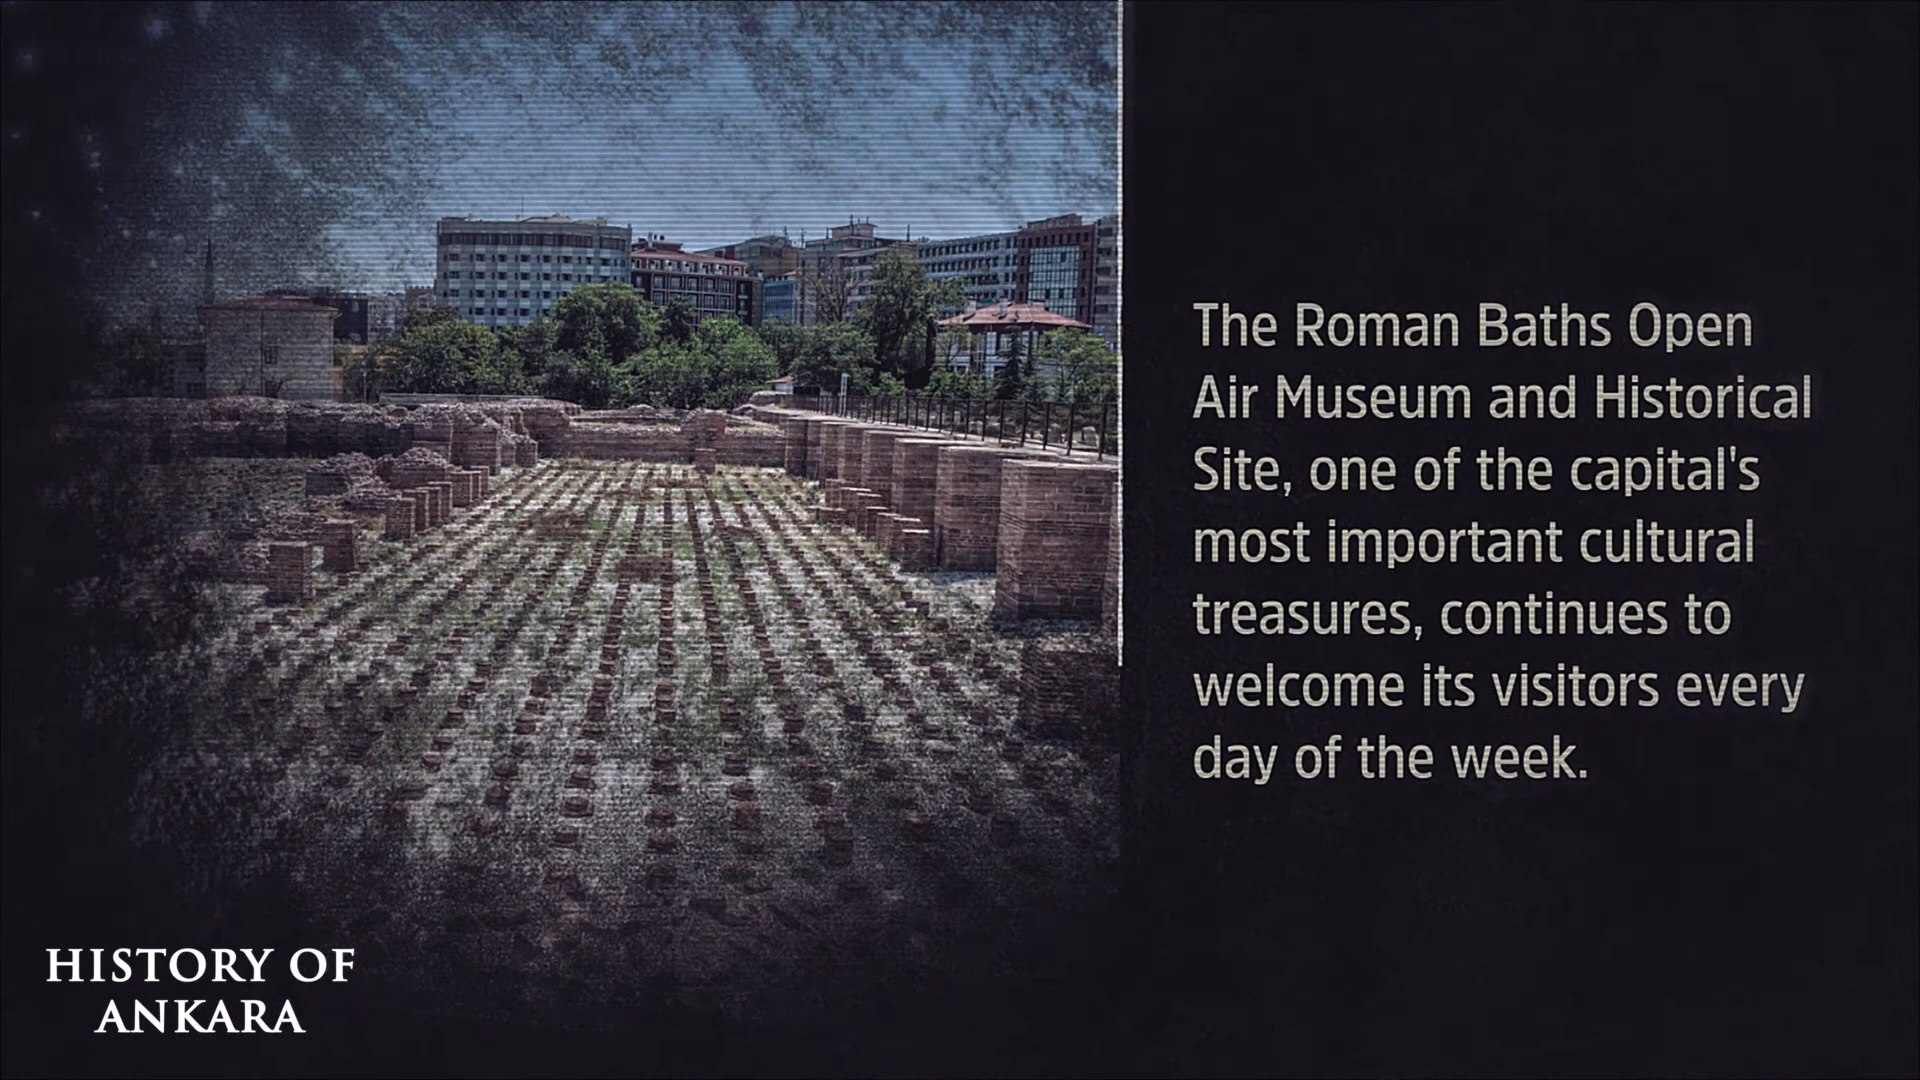 The Roman Baths Open
Air Museum and Historical
Site, one of the capital's
most important cultural
treasures, continues to
welcome its visitors every
day of the week.
HISTORY OF
ANKARA